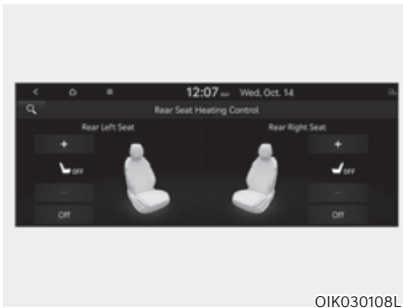 12:07 AM Wed, Oct. 14
Rear Seat Heating Control
Rear Left Seat Rear Right Seat
+ +
OFF OFF
− −
Off Off
OIK030108L